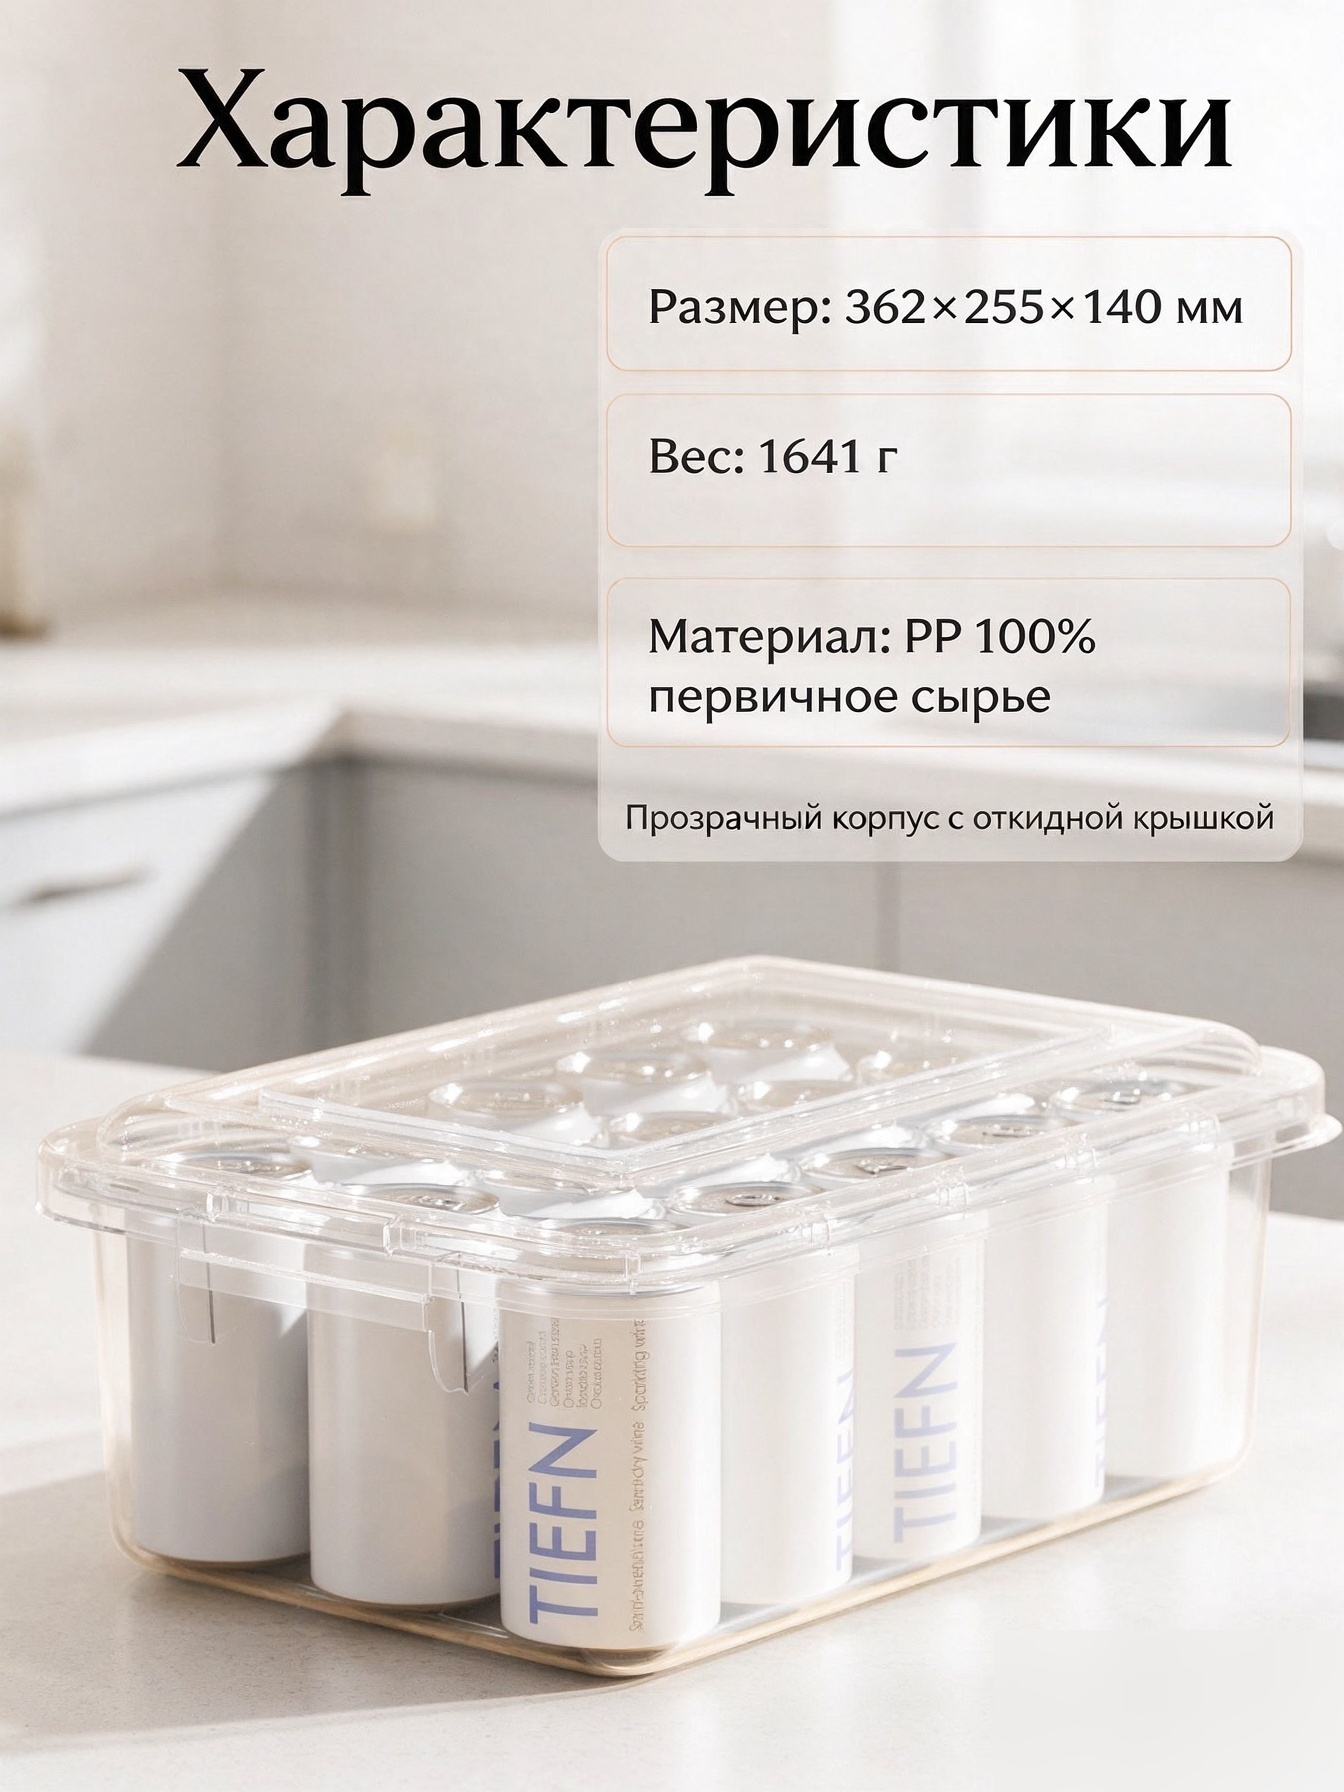 Характеристики
Размер: 362×255×140 мм
Вес: 1641 г
Материал: PP 100%
первичное сырье
Прозрачный корпус с откидной крышкой
TIEFN
TIEFN
TIEFN